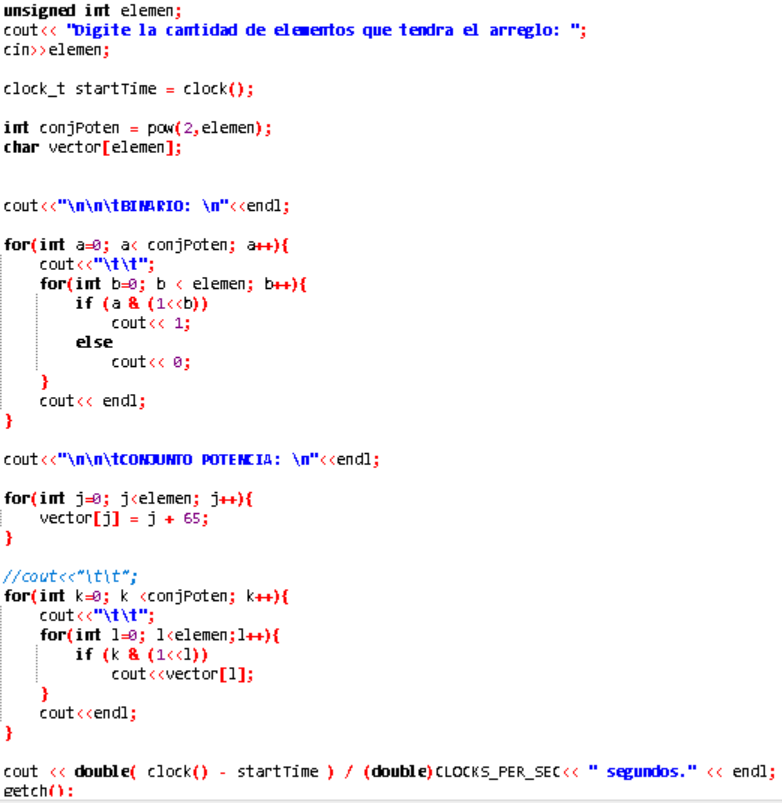 unsigned int elemen;
cout<< "Digite la cantidad de elementos que tendra el arreglo: ";
cin>>elemen;
clock_t startTime = clock();
int conjPoten = pow(2,elemen);
char vector[elemen];
cout<<"\n\n\tBINARIO: \n"<<endl;
for(int a=0; a< conjPoten; a++){
cout<<"\t\t";
for(int b=0; b < elemen; b++){
if (a & (1<<b))
cout<< 1;
else
cout<< 0;
}
cout<< endl;
}
cout<<"\n\n\tCONJUNTO POTENCIA: \n"<<endl;
for(int j=0; j<elemen; j++){
vector[j] = j + 65;
}
//cout<<"\t\t";
for(int k=0; k <conjPoten; k++){
cout<<"\t\t";
for(int l=0; l<elemen;l++){
if (k & (1<<l))
cout<<vector[l];
}
cout<<endl;
}
cout << double( clock() - startTime ) / (double)CLOCKS_PER_SEC<< " segundos." << endl;
getch();